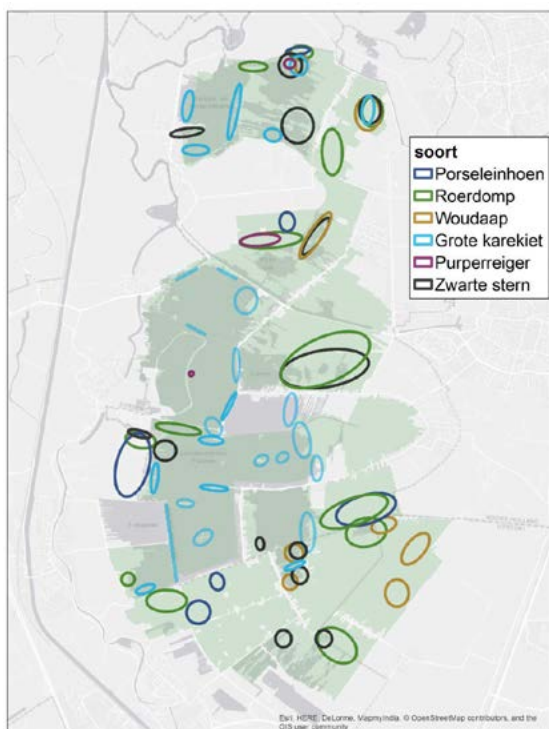 soort
Porseleinhoen
Roerdomp
Woudaap
Grote karekiet
Purperreiger
Zwarte stern
Esri, HERE, DeLorme, MapmyIndia, © OpenStreetMap contributors, and the
GIS user community